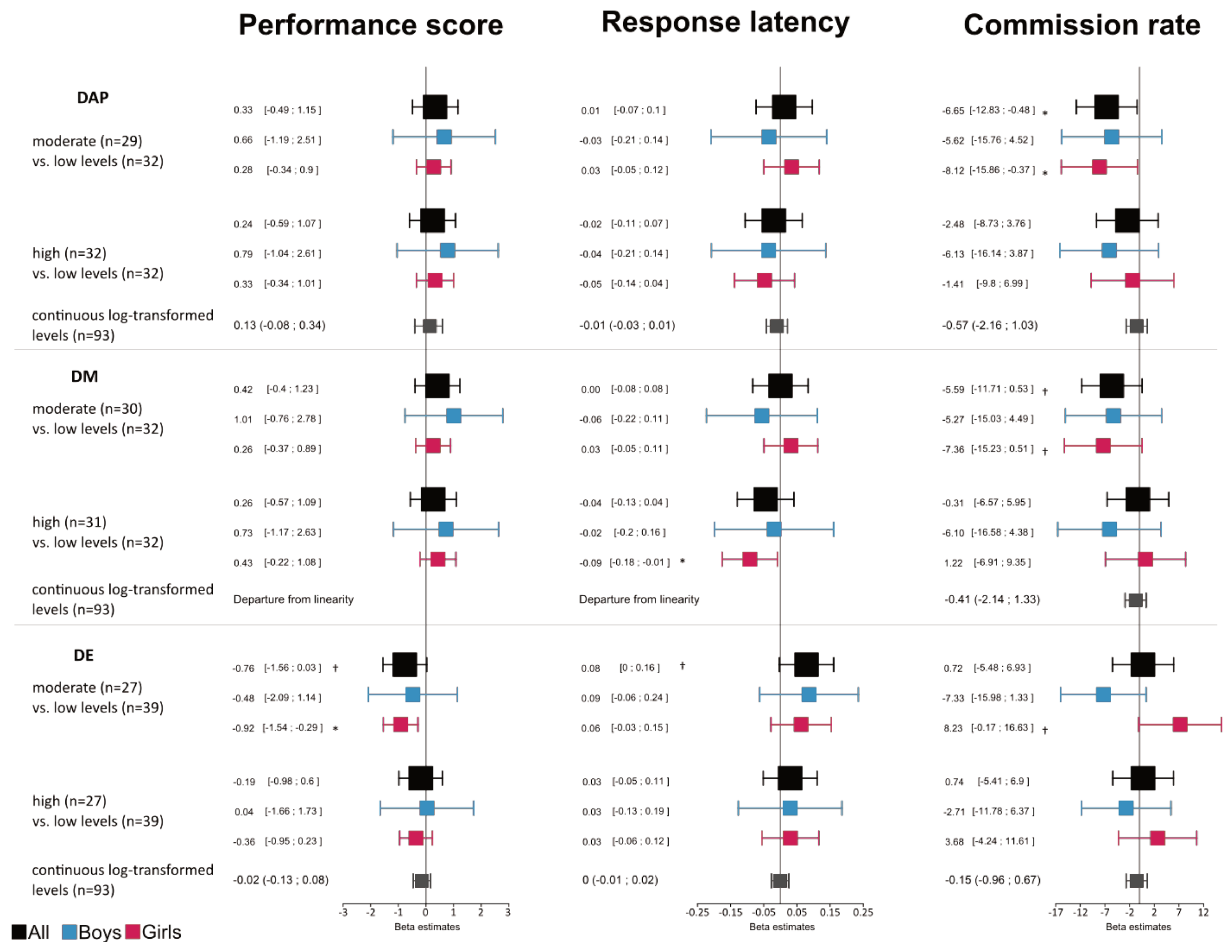 Performance score Response latency Commission rate
DAP
0.33 [-0.49 ; 1.15 ] 0.01 [-0.07 ; 0.1 ] -6.65 [-12.83 ; -0.48 ] *
moderate (n=29)
0.66 [-1.19 ; 2.51 ] -0.03 [-0.21 ; 0.14 ] -5.62 [-15.76 ; 4.52 ]
vs. low levels (n=32)
0.28 [-0.34 ; 0.9 ] 0.03 [-0.05 ; 0.12 ] -8.12 [-15.86 ; -0.37 ] *
0.24 [-0.59 ; 1.07 ] -0.02 [-0.11 ; 0.07 ] -2.48 [-8.73 ; 3.76 ]
high (n=32)
0.79 [-1.04 ; 2.61 ] -0.04 [-0.21 ; 0.14 ] -6.13 [-16.14 ; 3.87 ]
vs. low levels (n=32)
0.33 [-0.34 ; 1.01 ] -0.05 [-0.14 ; 0.04 ] -1.41 [-9.8 ; 6.99 ]
continuous log-transformed
levels (n=93)
0.13 (-0.08 ; 0.34 ) -0.01 (-0.03 ; 0.01 ) -0.57 (-2.16 ; 1.03 )
DM
0.42 [-0.4 ; 1.23 ] 0.00 [-0.08 ; 0.08 ] -5.59 [-11.71 ; 0.53 ] †
moderate (n=30)
1.01 [-0.76 ; 2.78 ] -0.06 [-0.22 ; 0.11 ] -5.27 [-15.03 ; 4.49 ]
vs. low levels (n=32)
0.26 [-0.37 ; 0.89 ] 0.03 [-0.05 ; 0.11 ] -7.36 [-15.23 ; 0.51 ] †
0.26 [-0.57 ; 1.09 ] -0.04 [-0.13 ; 0.04 ] -0.31 [-6.57 ; 5.95 ]
high (n=31)
0.73 [-1.17 ; 2.63 ] -0.02 [-0.2 ; 0.16 ] -6.10 [-16.58 ; 4.38 ]
vs. low levels (n=32)
0.43 [-0.22 ; 1.08 ] -0.09 [-0.18 ; -0.01 ] * 1.22 [-6.91 ; 9.35 ]
continuous log-transformed
levels (n=93)
Departure from linearity Departure from linearity -0.41 (-2.14 ; 1.33 )
DE
-0.76 [-1.56 ; 0.03 ] † 0.08 [0 ; 0.16 ] † 0.72 [-5.48 ; 6.93 ]
moderate (n=27)
-0.48 [-2.09 ; 1.14 ] 0.09 [-0.06 ; 0.24 ] -7.33 [-15.98 ; 1.33 ]
vs. low levels (n=39)
-0.92 [-1.54 ; -0.29 ] * 0.06 [-0.03 ; 0.15 ] 8.23 [-0.17 ; 16.63 ] †
-0.19 [-0.98 ; 0.6 ] 0.03 [-0.05 ; 0.11 ] 0.74 [-5.41 ; 6.9 ]
high (n=27)
0.04 [-1.66 ; 1.73 ] 0.03 [-0.13 ; 0.19 ] -2.71 [-11.78 ; 6.37 ]
vs. low levels (n=39)
-0.36 [-0.95 ; 0.23 ] 0.03 [-0.06 ; 0.12 ] 3.68 [-4.24 ; 11.61 ]
continuous log-transformed
levels (n=93)
-0.02 (-0.13 ; 0.08 ) 0 (-0.01 ; 0.02 ) -0.15 (-0.96 ; 0.67 )
-3 -2 -1 0 1 2 3 -0.25 -0.15 -0.05 0.05 0.15 0.25 -17 -12 -7 -2 2 7 12
Beta estimates Beta estimates Beta estimates
All Boys Girls